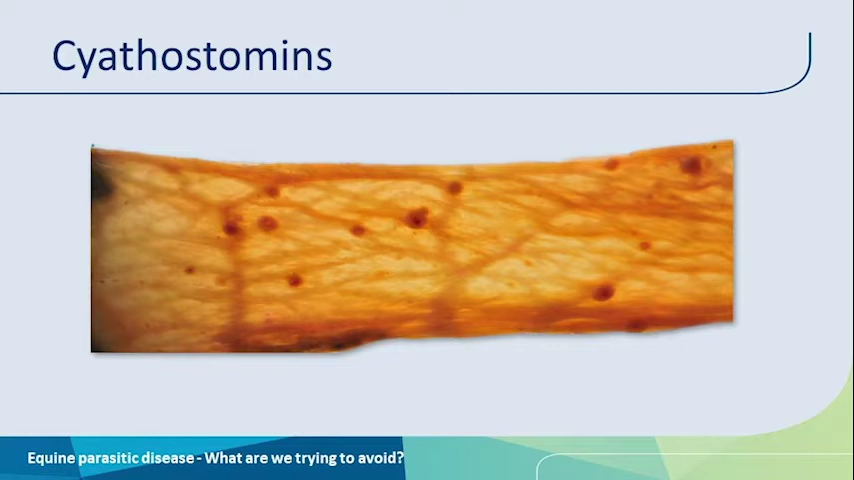 Cyathostomins
Equine parasitic disease - What are we trying to avoid?